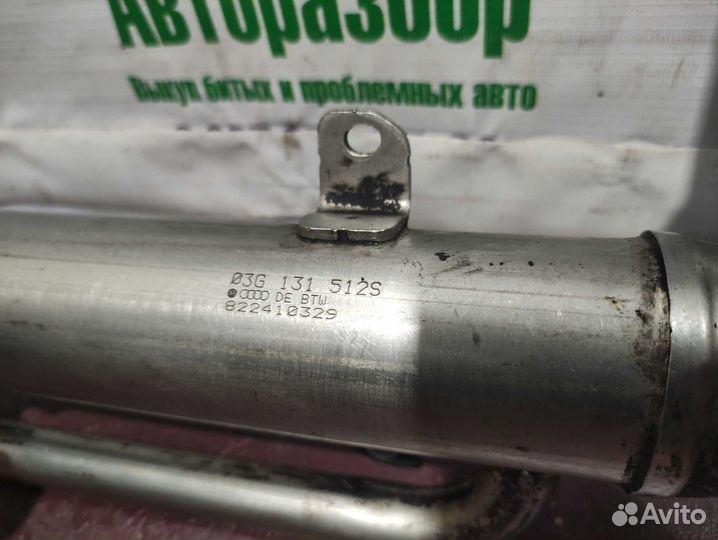 Авторазбор
Выкуп битых и проблемных авто
03G 131 512S
DE BTW
822410329
Avito